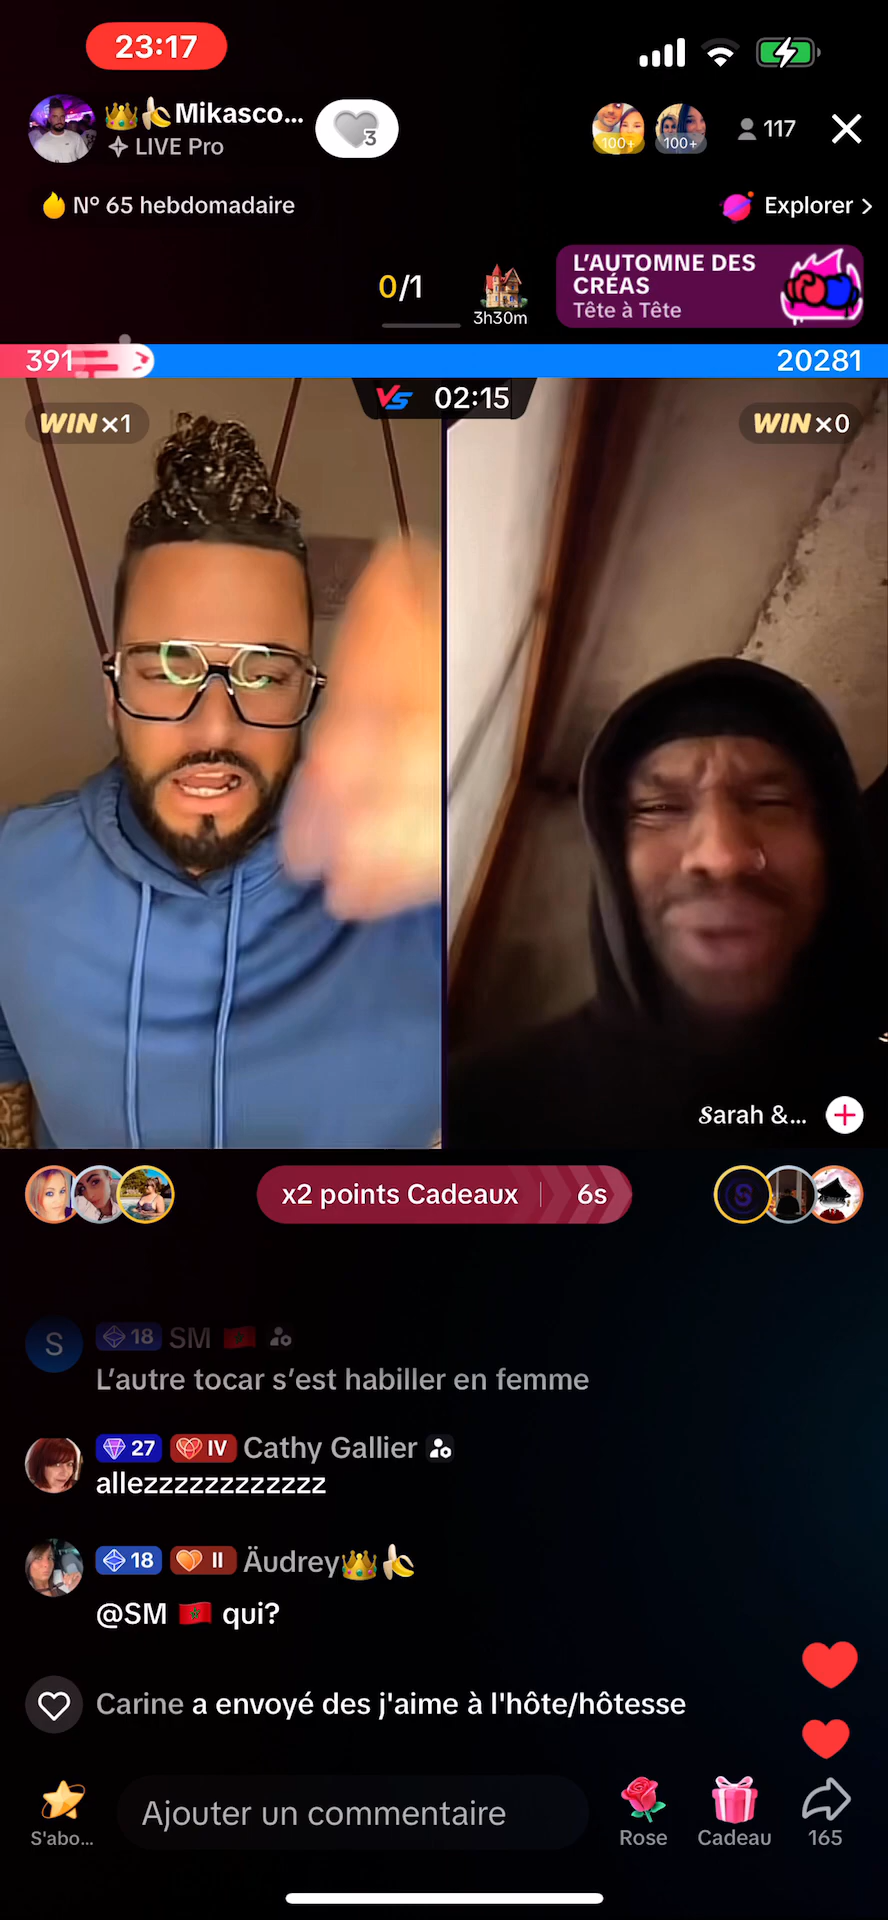 23:17
👑🍌Mikasco...
LIVE Pro
3
100+
100+
117
N° 65 hebdomadaire
Explorer >
0/1
3h30m
L'AUTOMNE DES
CRÉAS
Tête à Tête
391
20281
VS 02:15
WIN x1
WIN x0
Sarah &...
x2 points Cadeaux | 6s
S
S
18 SM 🇲🇦
L'autre tocar s'est habiller en femme
27 IV Cathy Gallier
allezzzzzzzzzzzz
18 II Äudrey👑🍌
@SM 🇲🇦 qui?
Carine a envoyé des j'aime à l'hôte/hôtesse
S'abo...
Ajouter un commentaire
Rose
Cadeau
165